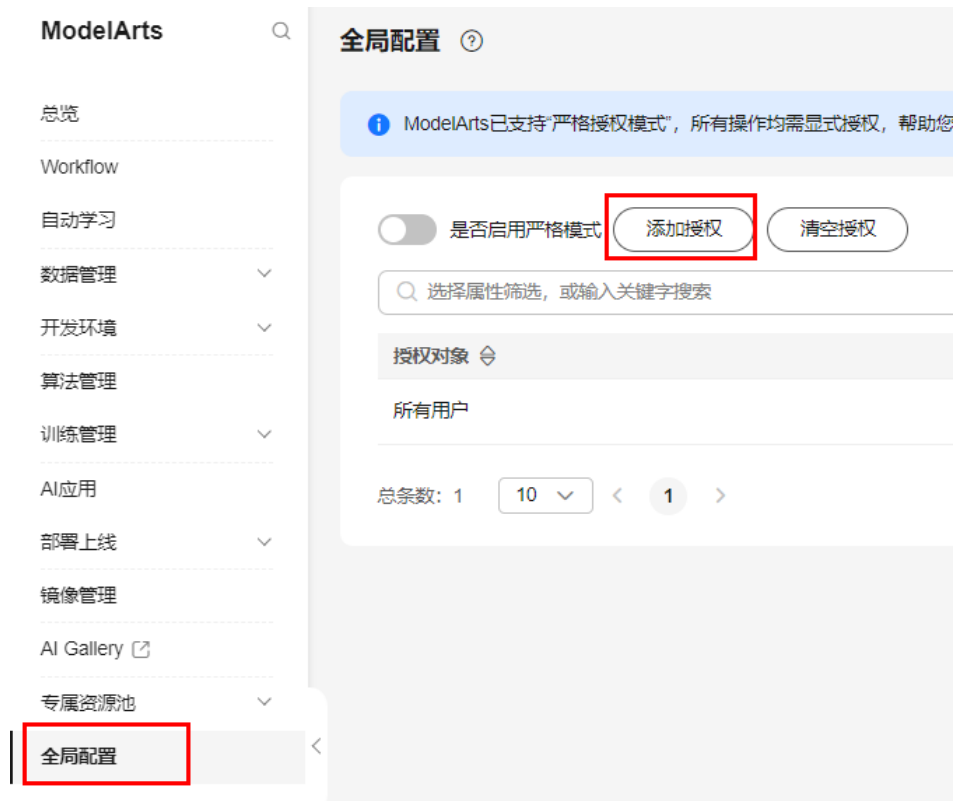 ModelArts
总览
Workflow
自动学习
数据管理
开发环境
算法管理
训练管理
AI应用
部署上线
镜像管理
AI Gallery
专属资源池
全局配置
全局配置
ModelArts已支持“严格授权模式”，所有操作均需显式授权，帮助您
是否启用严格模式 添加授权 清空授权
选择属性筛选，或输入关键字搜索
授权对象
所有用户
总条数：1 10 1